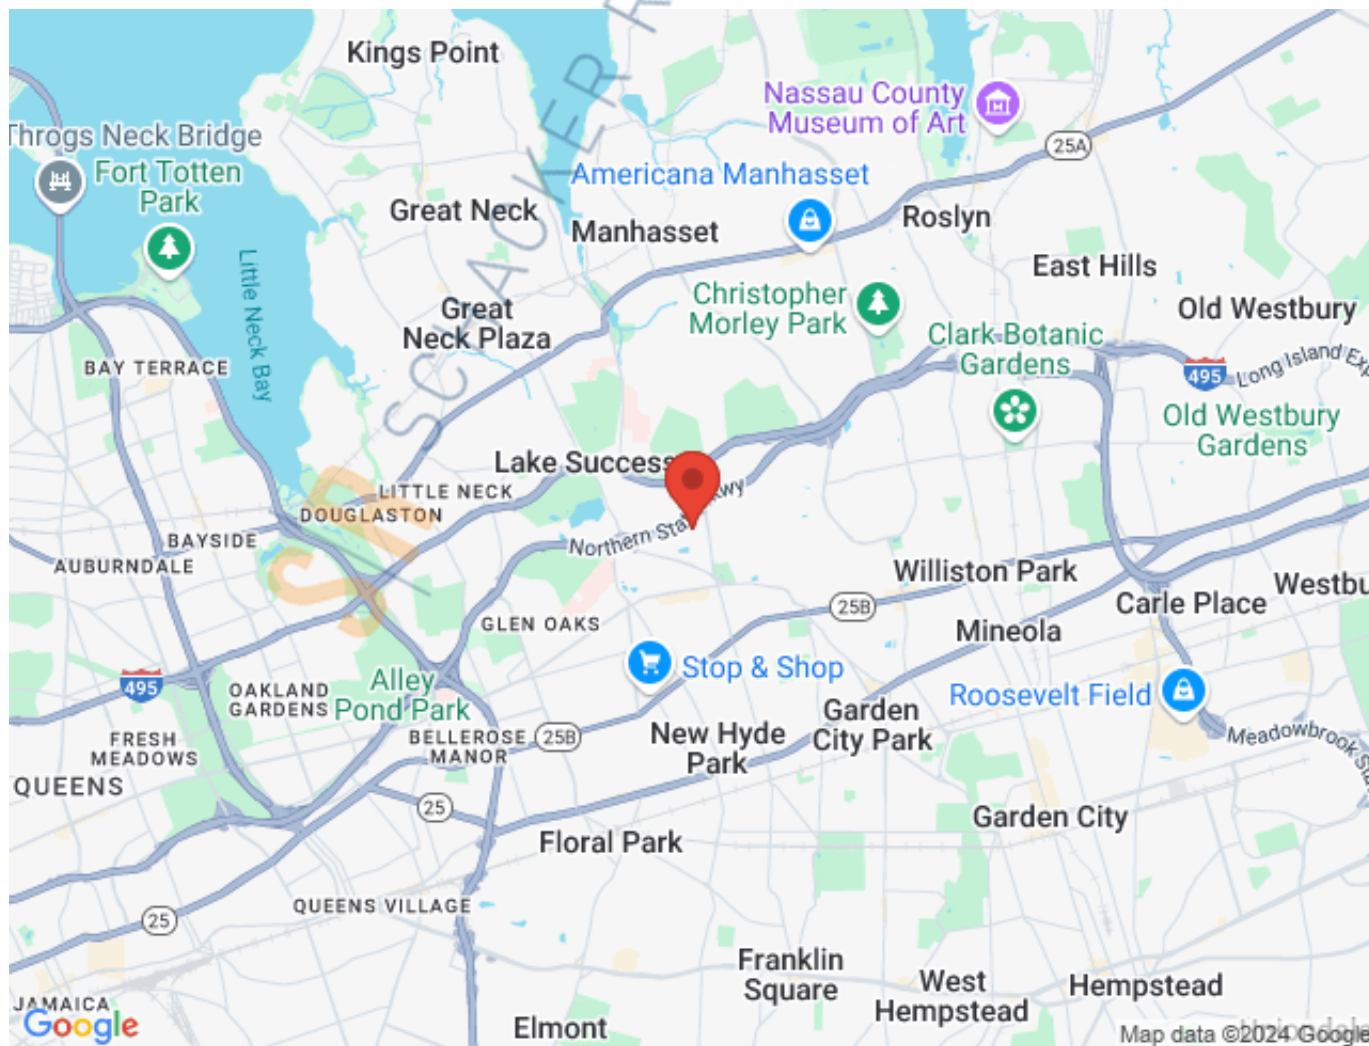 Kings Point
SCHACKER R
Nassau County
Museum of Art
25A
Throgs Neck Bridge
Fort Totten
Park
Americana Manhasset
Great Neck
Manhasset
Roslyn
East Hills
Little Neck Bay
Christopher
Morley Park
Great
Neck Plaza
Old Westbury
Clark Botanic
Gardens
BAY TERRACE
495
Long Island Exp
Old Westbury
Gardens
Lake Success
LITTLE NECK
DOUGLASTON
SRD
Northern State Pkwy
BAYSIDE
AUBURNDALE
Williston Park
Westbu
25B
Carle Place
GLEN OAKS
Mineola
Stop & Shop
495
OAKLAND
GARDENS
Alley
Pond Park
Roosevelt Field
Garden
City Park
New Hyde
Park
25B
BELLEROSE
MANOR
FRESH
MEADOWS
Meadowbrook Sta
QUEENS
25
Garden City
Floral Park
QUEENS VILLAGE
25
Franklin
Square
West
Hempstead
Hempstead
JAMAICA
Google
Elmont
Uniondale
Map data ©2024 Google